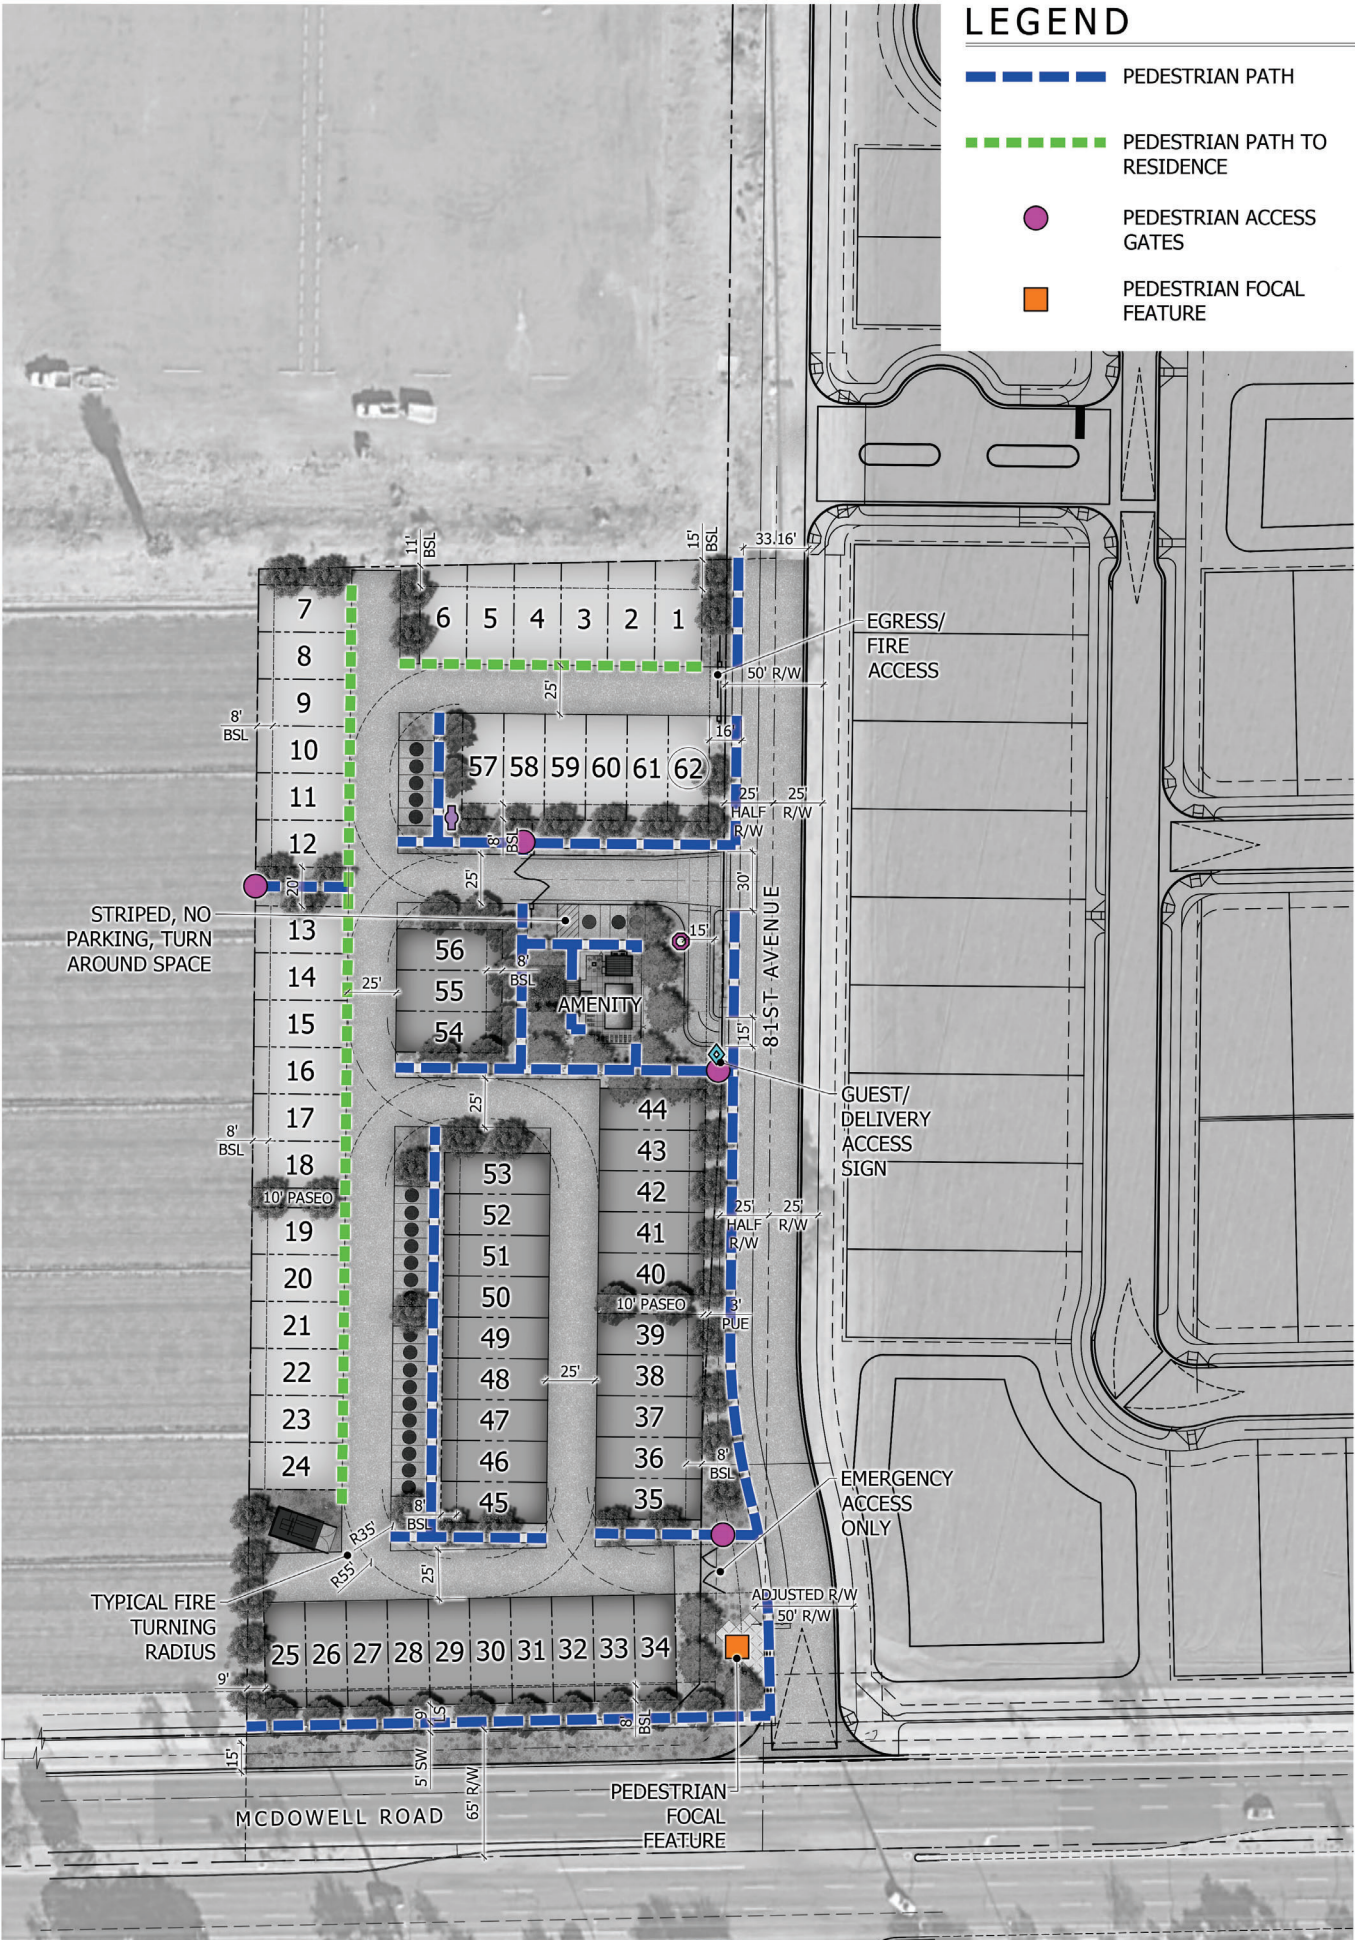 LEGEND
PEDESTRIAN PATH
PEDESTRIAN PATH TO
RESIDENCE
PEDESTRIAN ACCESS
GATES
PEDESTRIAN FOCAL
FEATURE
11'
BSL
15'
BSL
33.16'
7
8
9
10
11
12
6
5
4
3
2
1
EGRESS/
FIRE
ACCESS
50' R/W
25'
8'
BSL
16'
57
58
59
60
61
62
25'
HALF
R/W
25'
R/W
8'
BSL
20'
25'
30'
STRIPED, NO
PARKING, TURN
AROUND SPACE
13
14
15
16
17
18
56
55
54
25'
8'
BSL
AMENITY
15'
15'
81ST AVENUE
GUEST/
DELIVERY
ACCESS
SIGN
25'
8'
BSL
10' PASEO
19
20
21
22
23
24
53
52
51
50
49
48
47
46
45
44
43
42
41
40
10' PASEO
39
38
37
36
35
25'
HALF
R/W
25'
R/W
3'
PUE
25'
8'
BSL
8'
BSL
EMERGENCY
ACCESS
ONLY
R35'
R55'
25'
TYPICAL FIRE
TURNING
RADIUS
ADJUSTED R/W
50' R/W
25
26
27
28
29
30
31
32
33
34
9'
9'
LS
8'
BSL
15'
5' SW
65' R/W
PEDESTRIAN
FOCAL
FEATURE
MCDOWELL ROAD